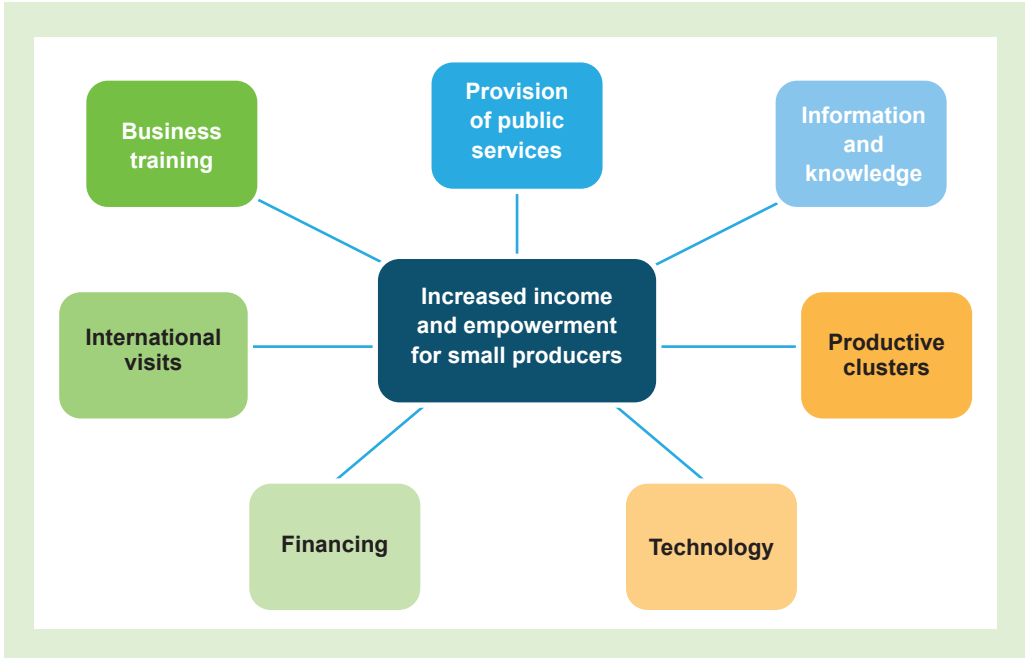 Business
training
Provision
of public
services
Information
and
knowledge
International
visits
Increased income
and empowerment
for small producers
Productive
clusters
Financing
Technology